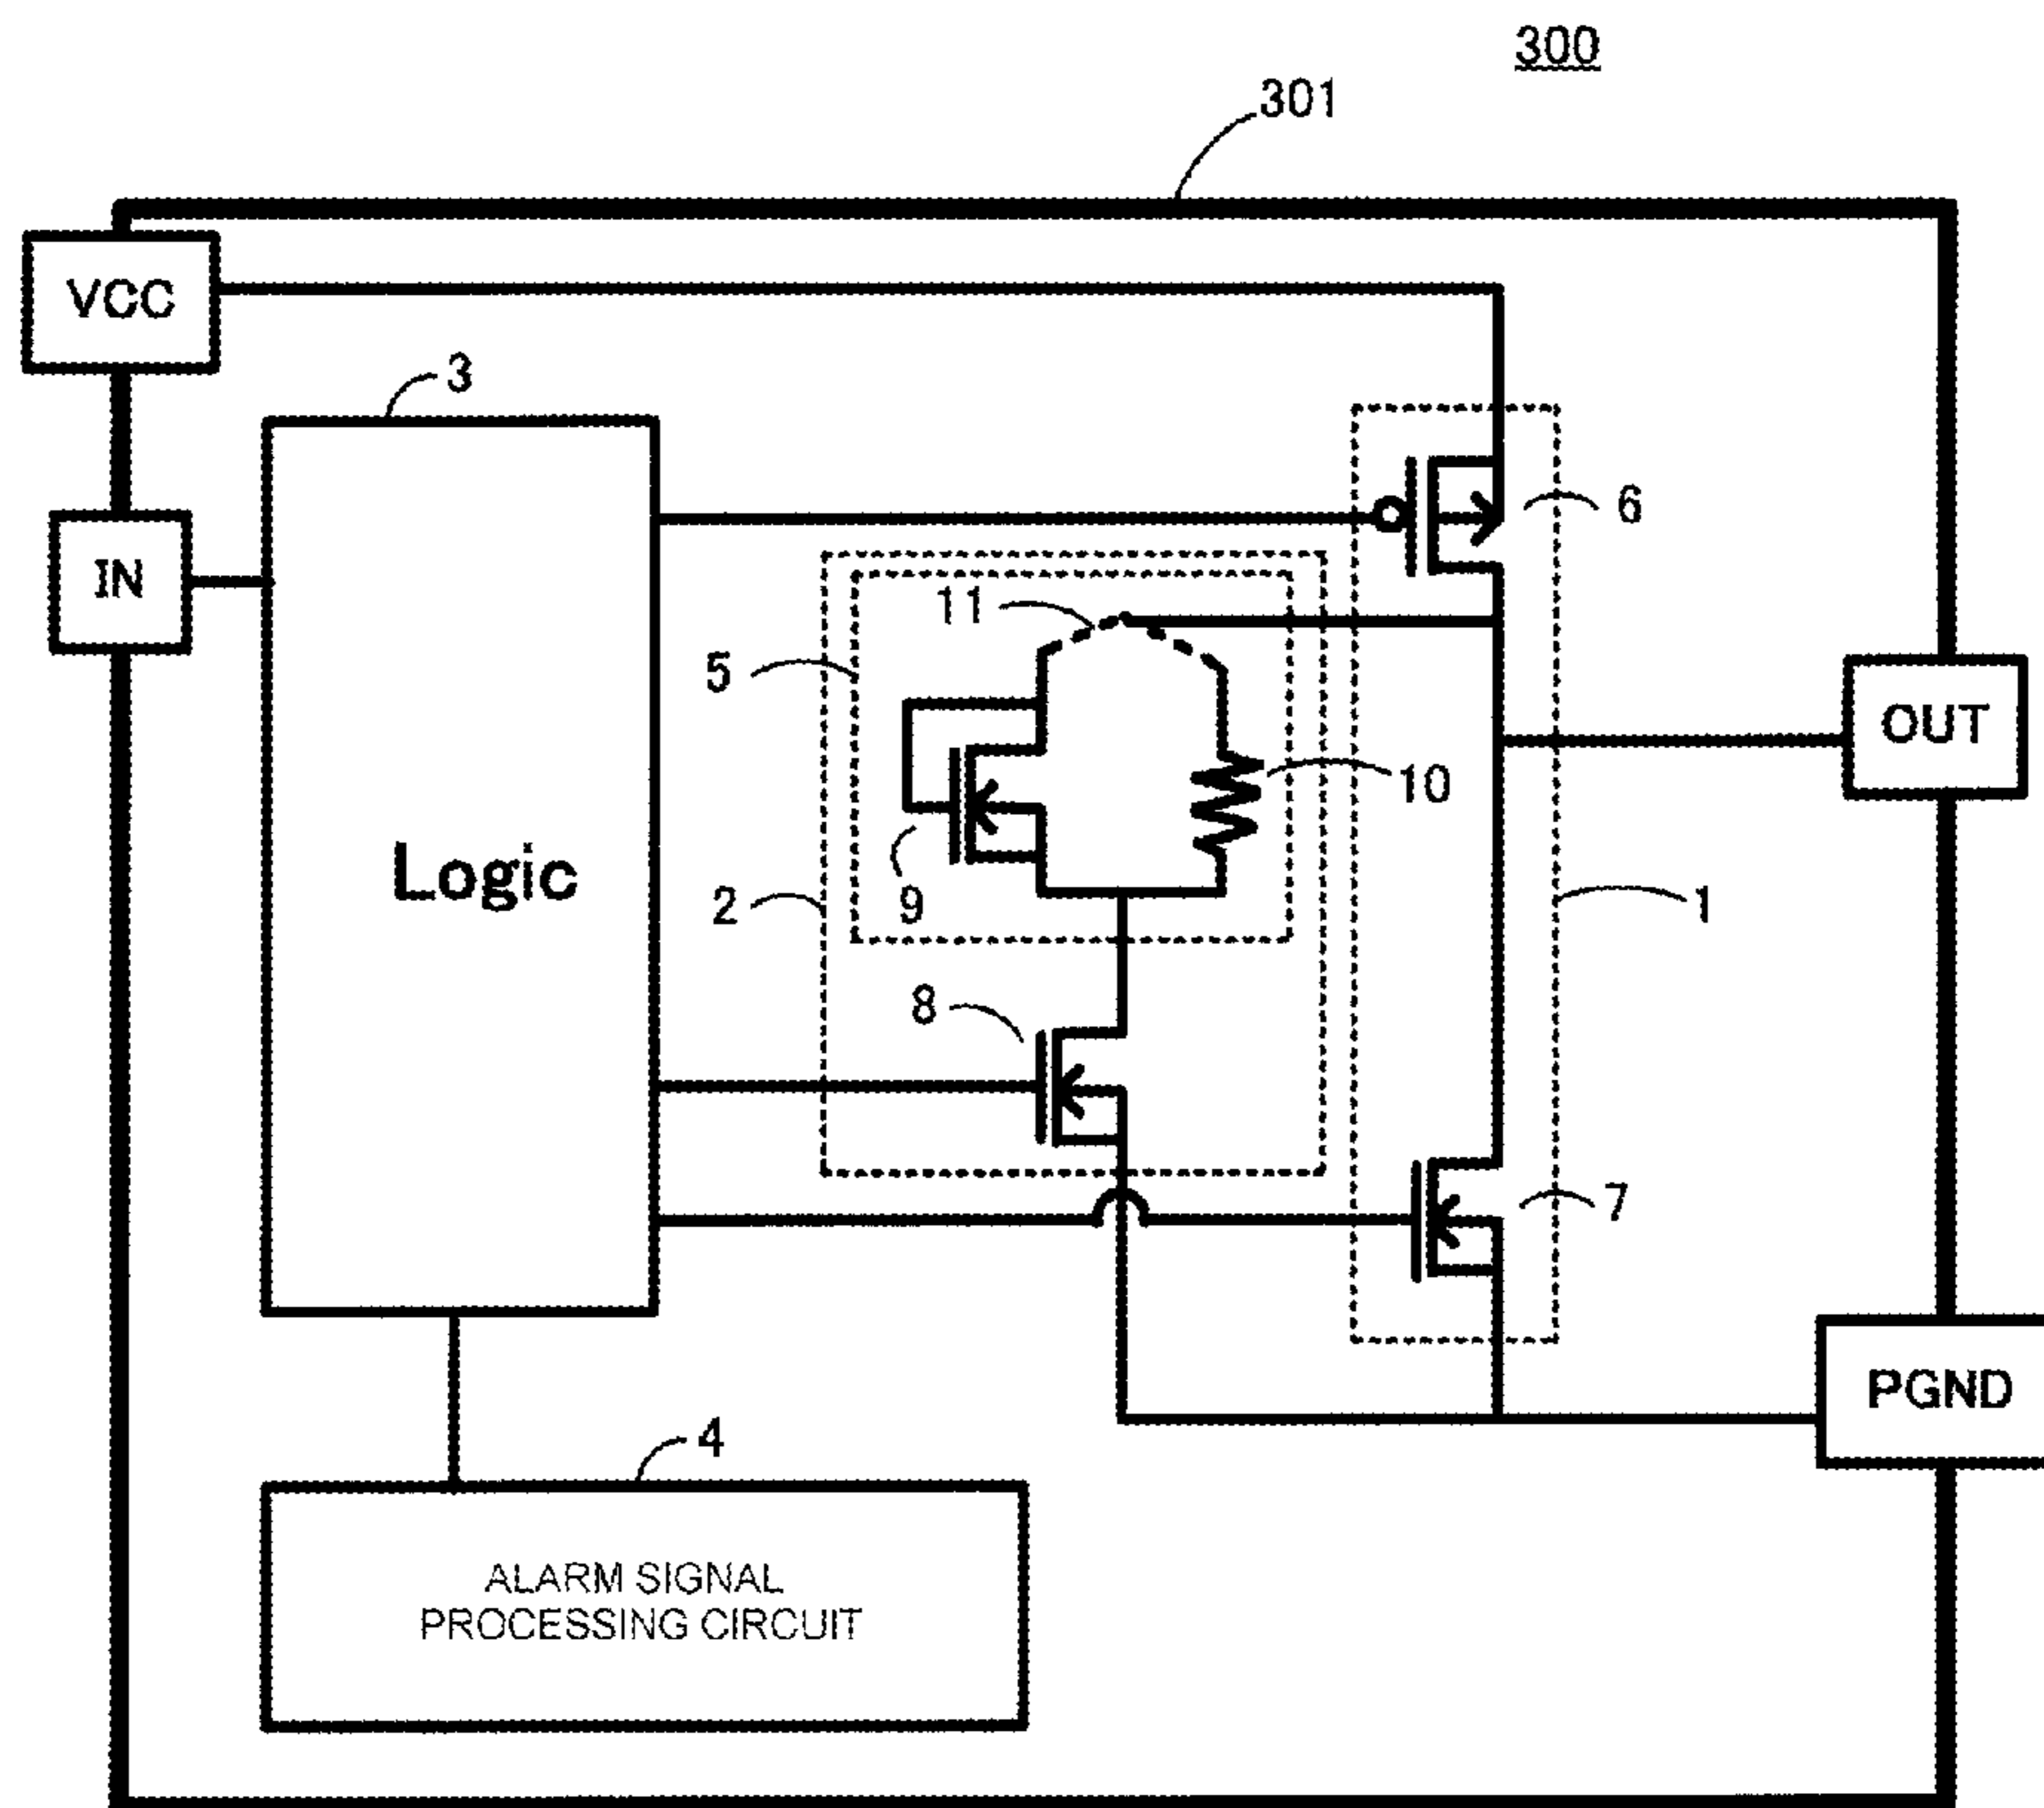 300
301
VCC
3
6
IN
11
5
OUT
10
Logic
2
9
1
8
7
PGND
4
ALARM SIGNAL
PROCESSING CIRCUIT